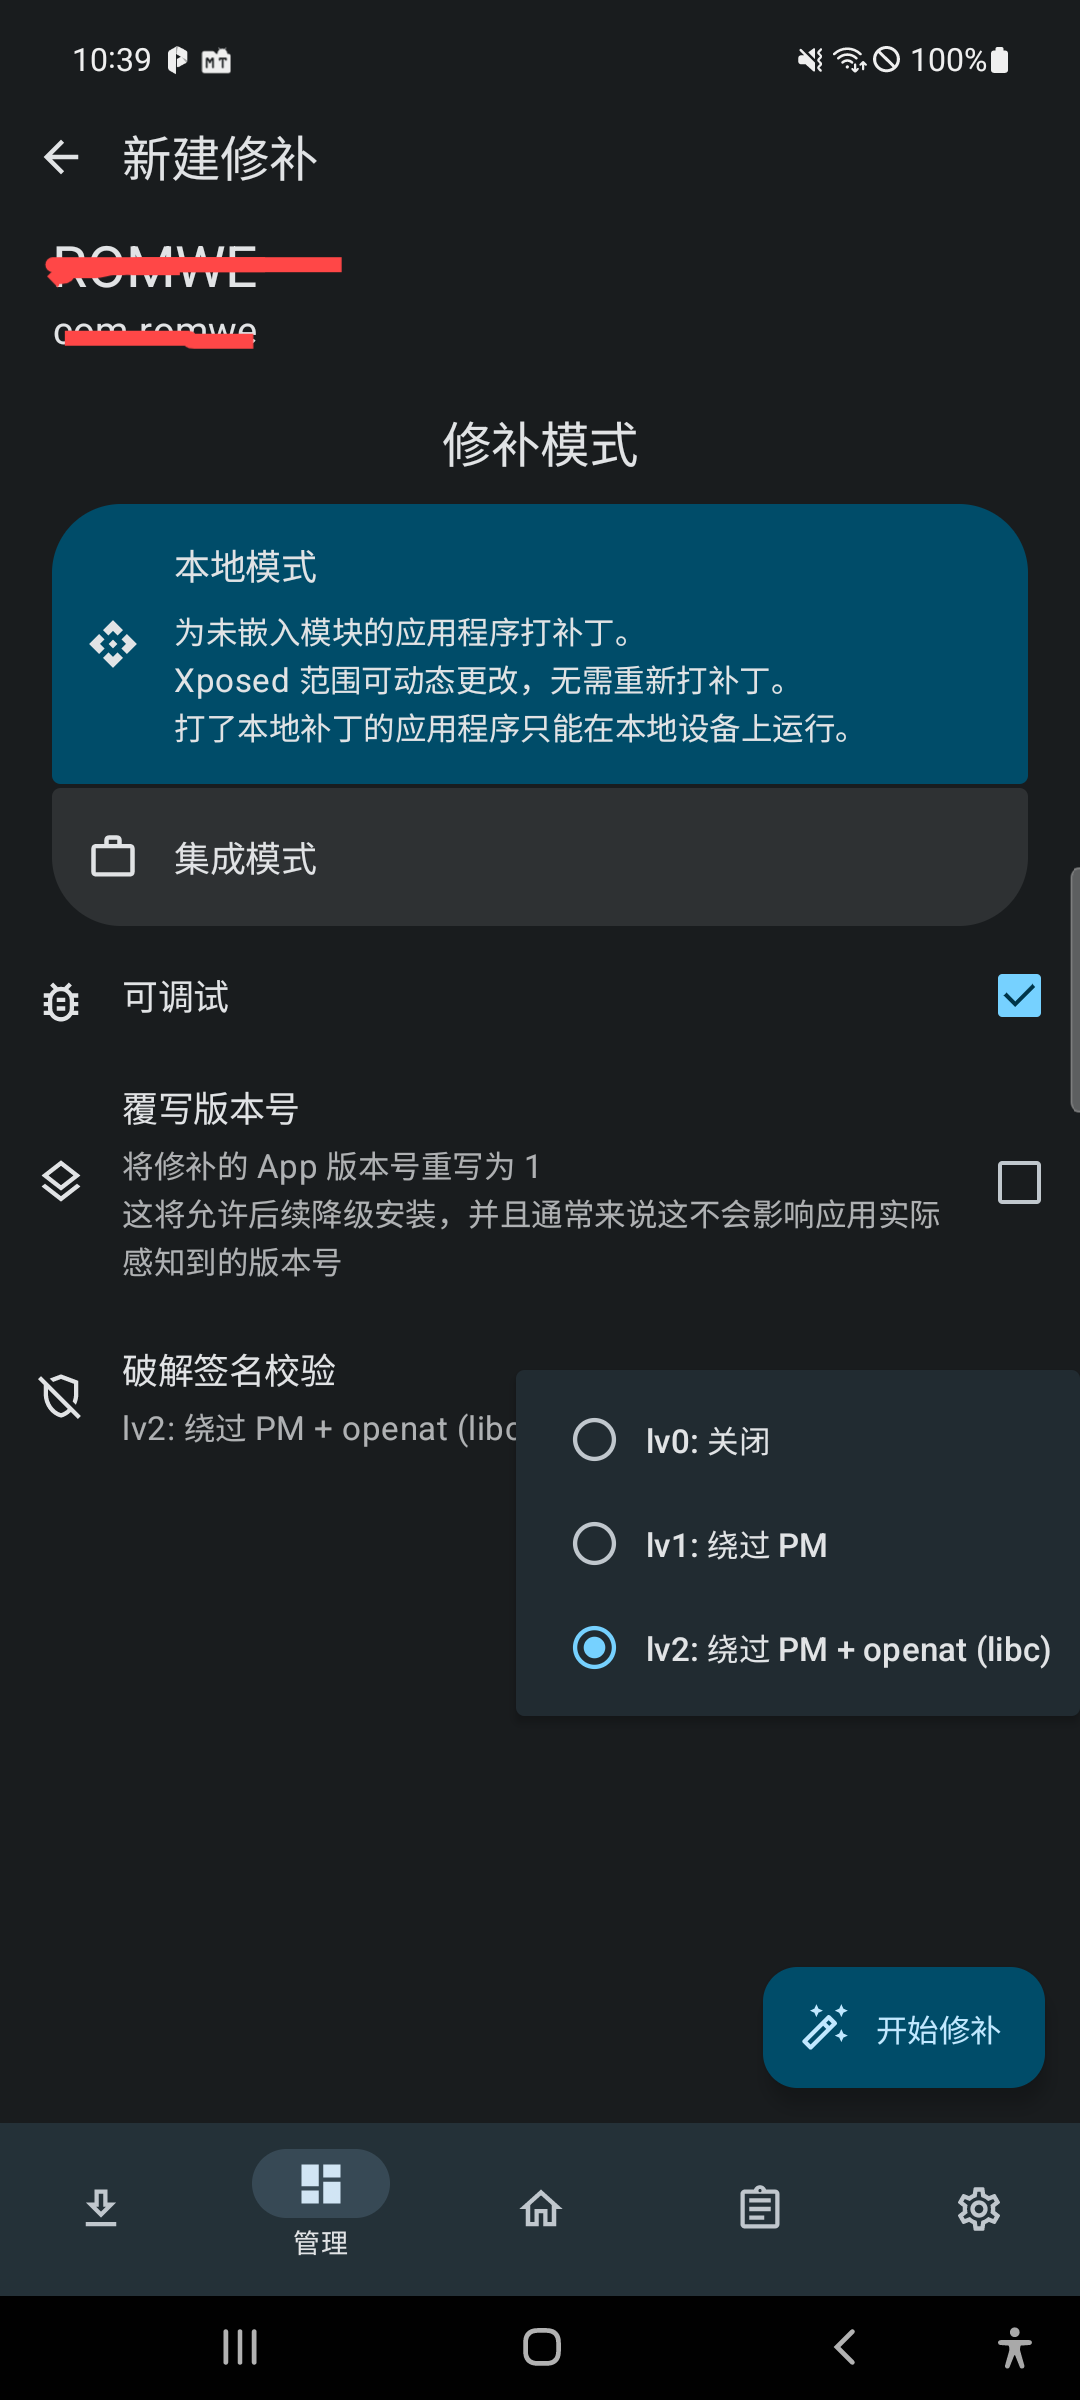 10:39
100%
新建修补
ROMWE
com.romwe
修补模式
本地模式
为未嵌入模块的应用程序打补丁。
Xposed 范围可动态更改，无需重新打补丁。
打了本地补丁的应用程序只能在本地设备上运行。
集成模式
可调试
覆写版本号
将修补的 App 版本号重写为 1
这将允许后续降级安装，并且通常来说这不会影响应用实际
感知到的版本号
破解签名校验
lv2: 绕过 PM + openat (libc
lv0: 关闭
lv1: 绕过 PM
lv2: 绕过 PM + openat (libc)
开始修补
管理